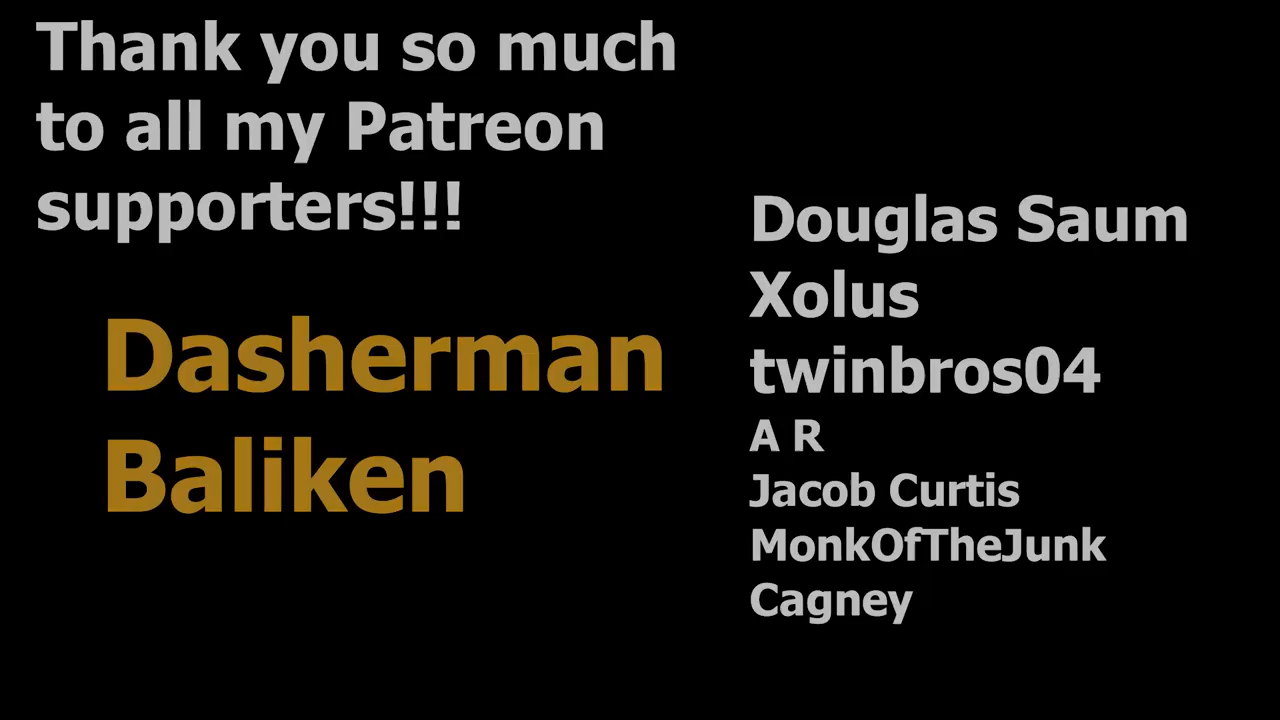 Thank you so much
to all my Patreon
supporters!!!
Dasherman
Baliken
Douglas Saum
Xolus
twinbros04
A R
Jacob Curtis
MonkOfTheJunk
Cagney